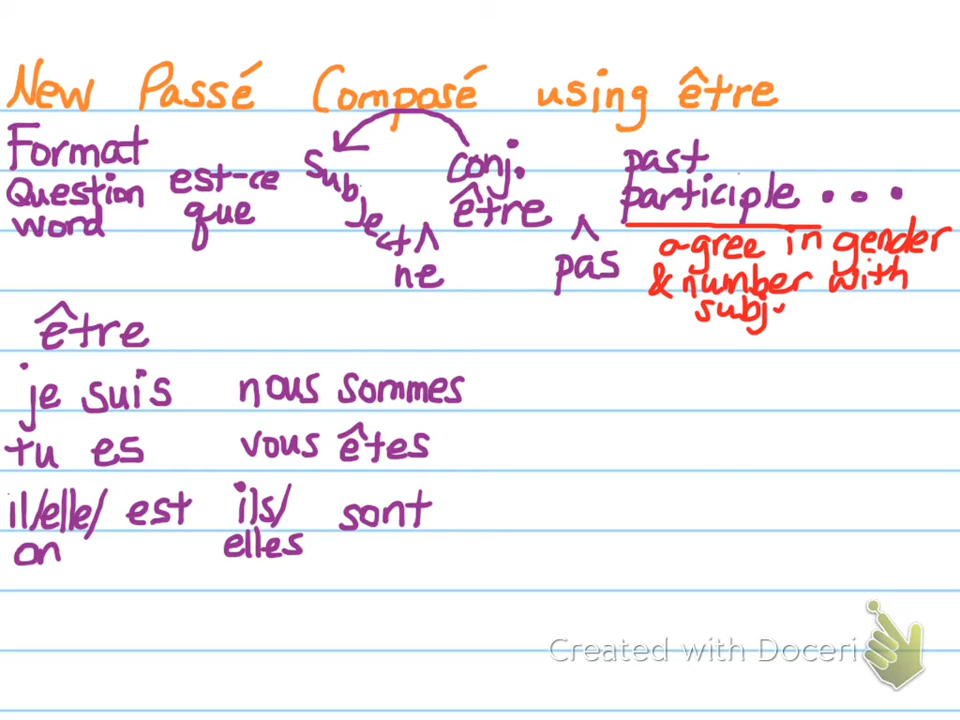 New Passé Composé using être
Format
Question word
est-ce que
subject
conj. être
past participle...
^ ne
^ pas
agree in gender
& number with
subj.
être
je suis nous sommes
tu es vous êtes
il/elle/ est ils/ sont
on elles
Created with Doceri